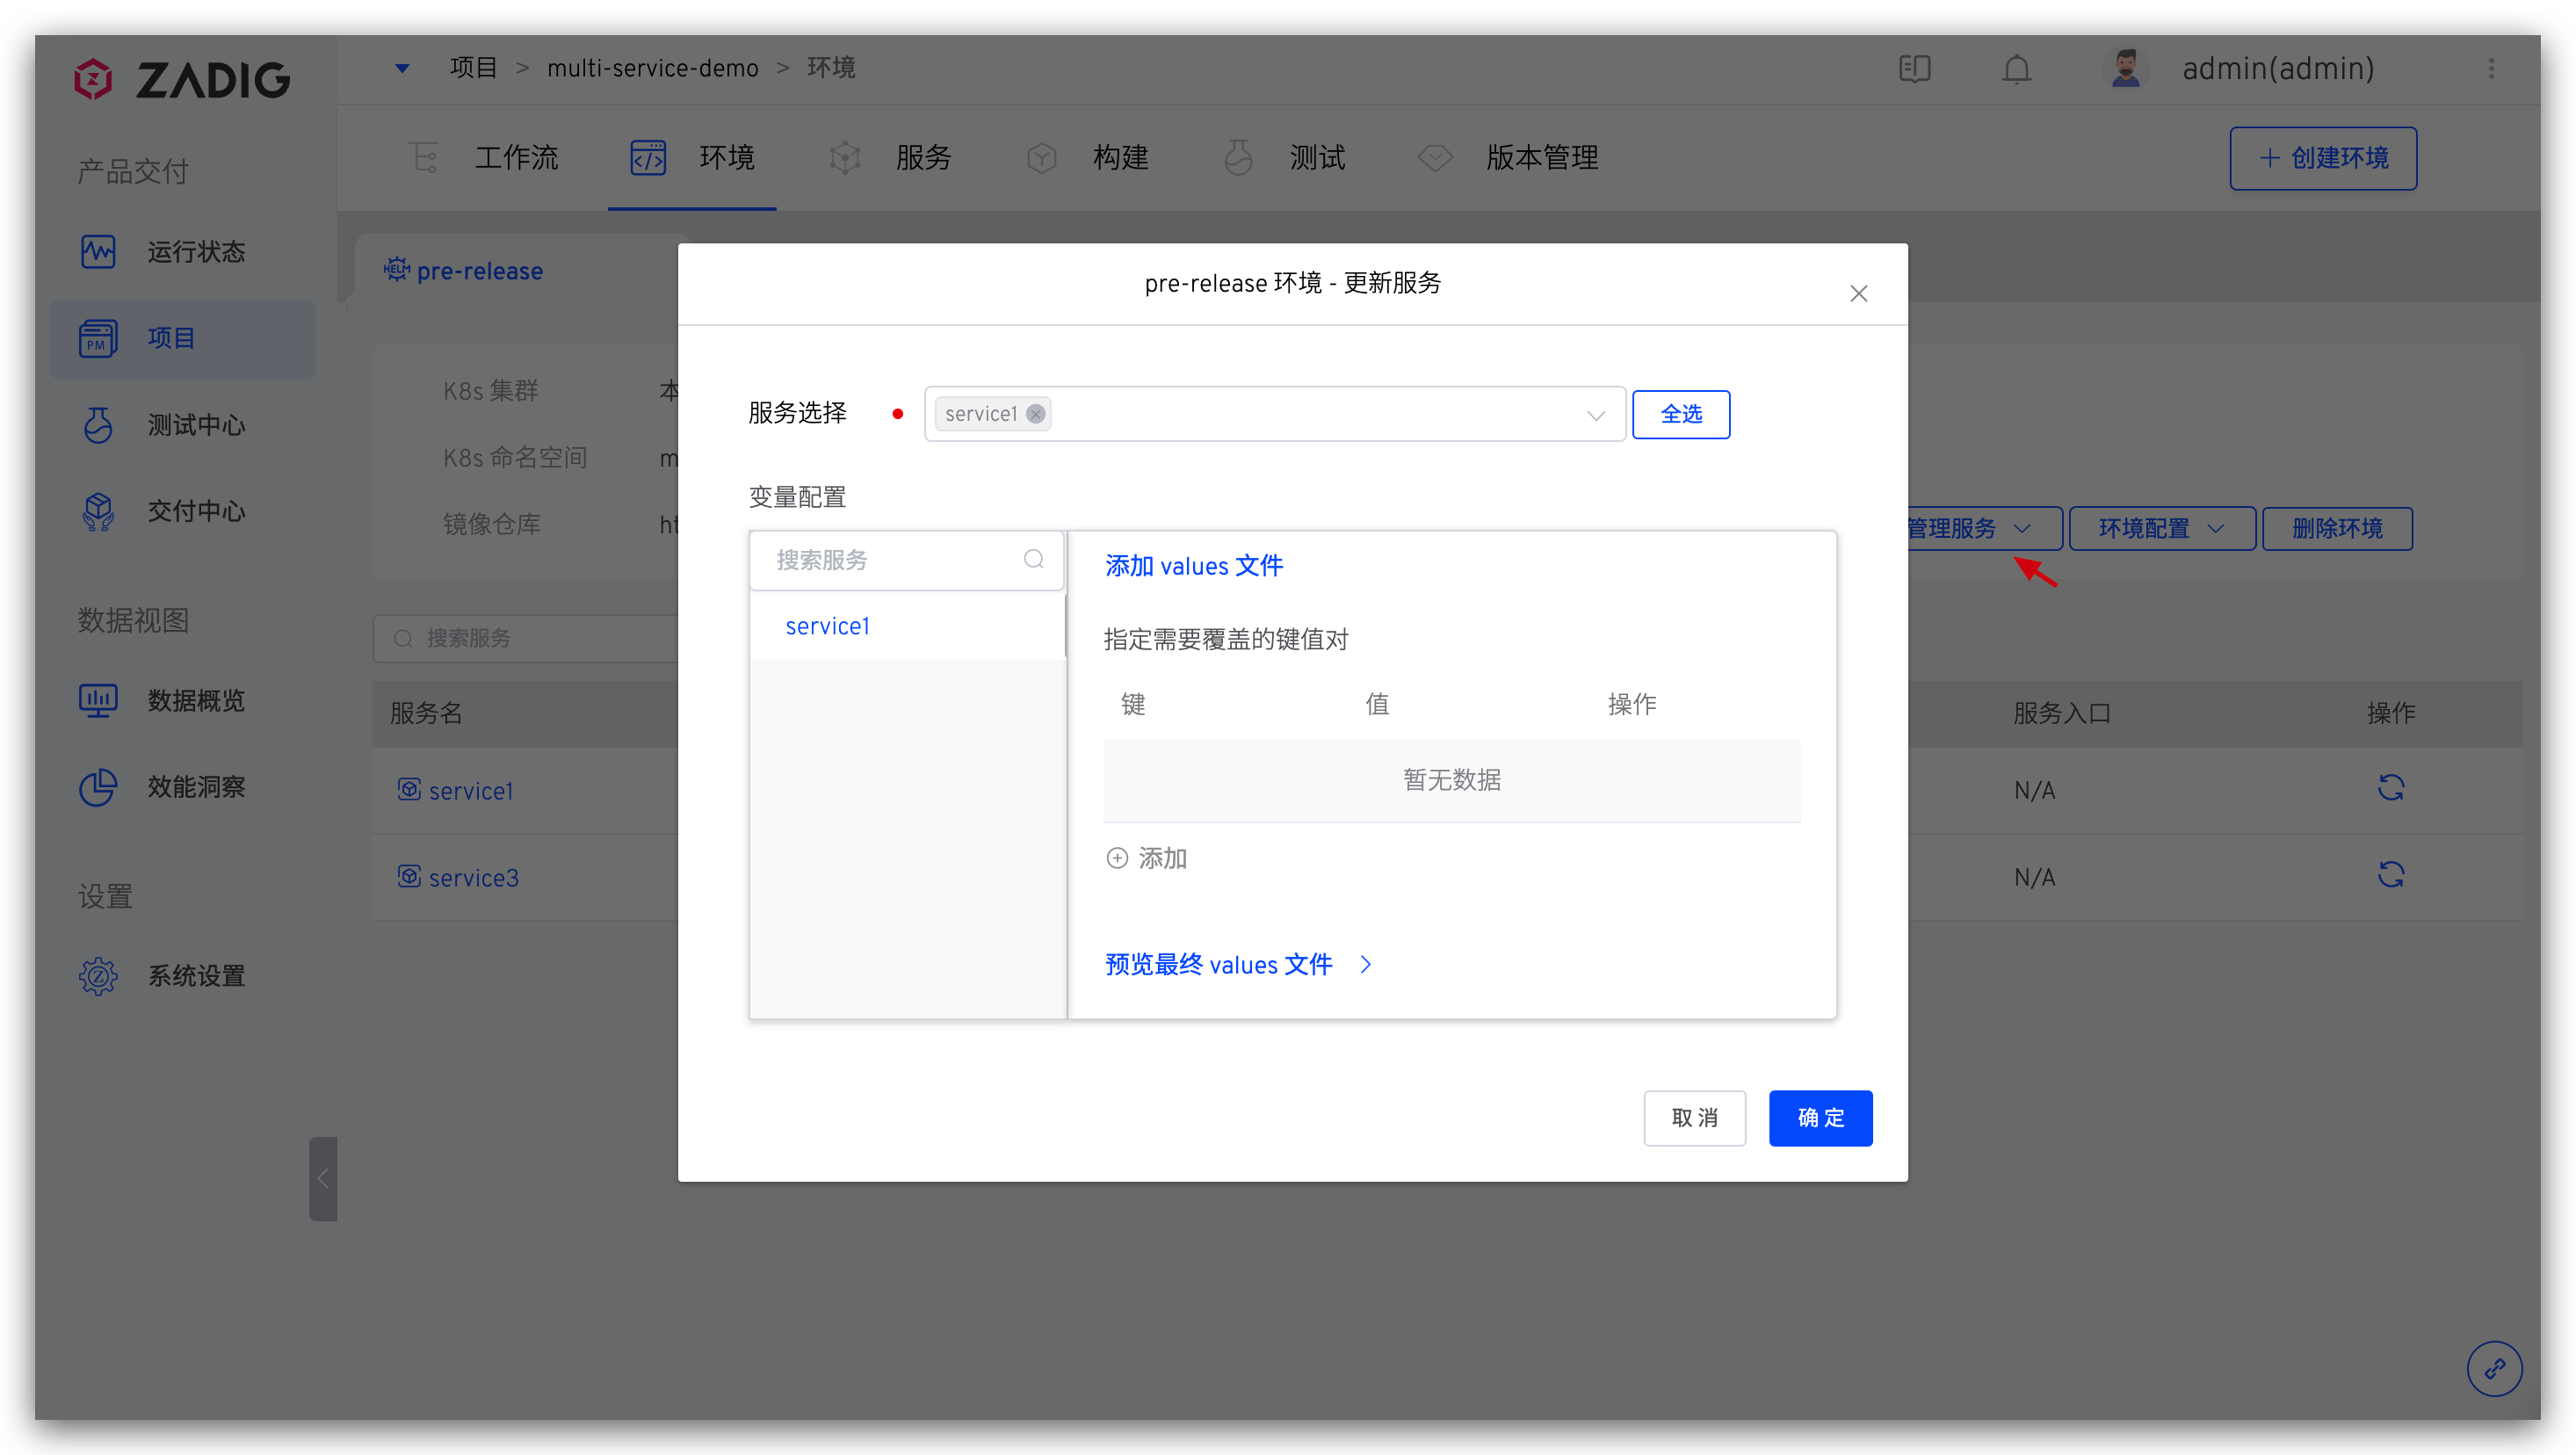 ZADIG
项目 > multi-service-demo > 环境
admin(admin)
产品交付
运行状态
PM
项目
测试中心
交付中心
数据视图
数据概览
效能洞察
设置
系统设置
工作流
环境
服务
构建
测试
版本管理
+ 创建环境
HELM pre-release
K8s 集群 本
K8s 命名空间 m
镜像仓库
管理服务
环境配置
删除环境
搜索服务
服务名
服务入口
操作
service1
N/A
service3
N/A
pre-release 环境 - 更新服务
服务选择
service1
全选
变量配置
搜索服务
service1
添加 values 文件
指定需要覆盖的键值对
键 值 操作
暂无数据
添加
预览最终 values 文件 >
取消
确定